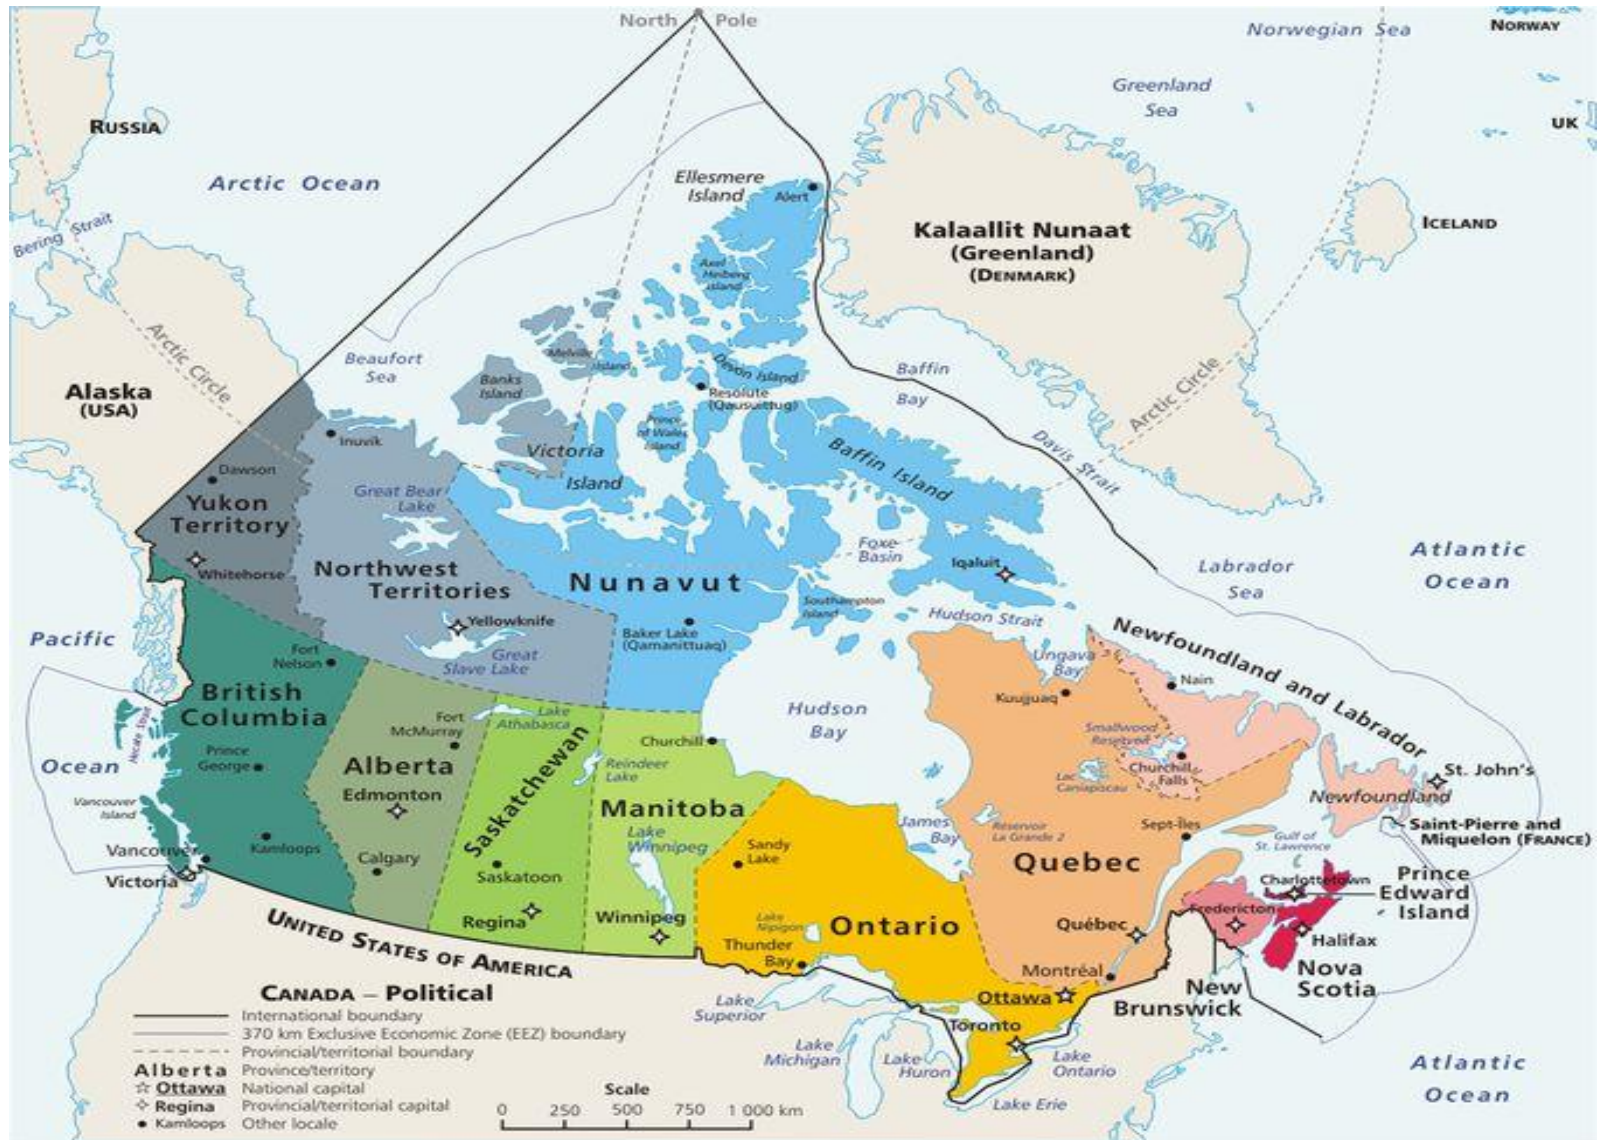 North Pole
Norwegian Sea
NORWAY
Greenland
Sea
RUSSIA
UK
Arctic Ocean
Ellesmere
Island
Alert
Bering Strait
Kalaallit Nunaat
(Greenland)
(DENMARK)
ICELAND
Axel
Heiberg
island
Arctic Circle
Beaufort
Sea
Melville
Island
Devon Island
Baffin
Bay
Arctic Circle
Alaska
(USA)
Banks
Island
Resolute
(Qausuittug)
Prince
of Wales
Island
Inuvik
Victoria
Island
Baffin Island
Davis Strait
Dawson
Yukon
Territory
Great Bear
Lake
Foxe
Basin
Atlantic
Ocean
Whitehorse
Northwest
Territories
Nunavut
Iqaluit
Labrador
Sea
Southampton
Island
Hudson Strait
Yellowknife
Baker Lake
(Qamanittuaq)
Newfoundland and Labrador
Pacific
Ocean
Fort
Nelson
Great
Slave Lake
Ungava
Bay
Nain
British
Columbia
Kuujjuaq
Hecate Strait
Fort
McMurray
Lake
Athabasca
Hudson
Bay
Smallwood
Reservoir
Prince
George
Alberta
Saskatchewan
Churchill
Reindeer
Lake
Churchill
Falls
Lac
Caniapiscau
St. John's
Edmonton
Manitoba
Newfoundland
Vancouver
Island
James
Bay
Réservoir
La Grande 2
Sept-Îles
Gulf of
St. Lawrence
Saint-Pierre and
Miquelon (FRANCE)
Vancouver
Kamloops
Lake
Winnipeg
Sandy
Lake
Victoria
Calgary
Saskatoon
Quebec
Charlottetown
Prince
Edward
Island
Regina
Winnipeg
Lake
Nipigon
Ontario
Québec
Fredericton
Halifax
UNITED STATES OF AMERICA
Thunder
Bay
Montréal
Nova
Scotia
New
Brunswick
Ottawa
Lake
Superior
Toronto
Lake
Michigan
Lake
Huron
Lake
Ontario
Lake Erie
Atlantic
Ocean
CANADA – Political
International boundary
370 km Exclusive Economic Zone (EEZ) boundary
Provincial/territorial boundary
Alberta Province/territory
Ottawa National capital
Regina Provincial/territorial capital
Kamloops Other locale
Scale
0 250 500 750 1 000 km